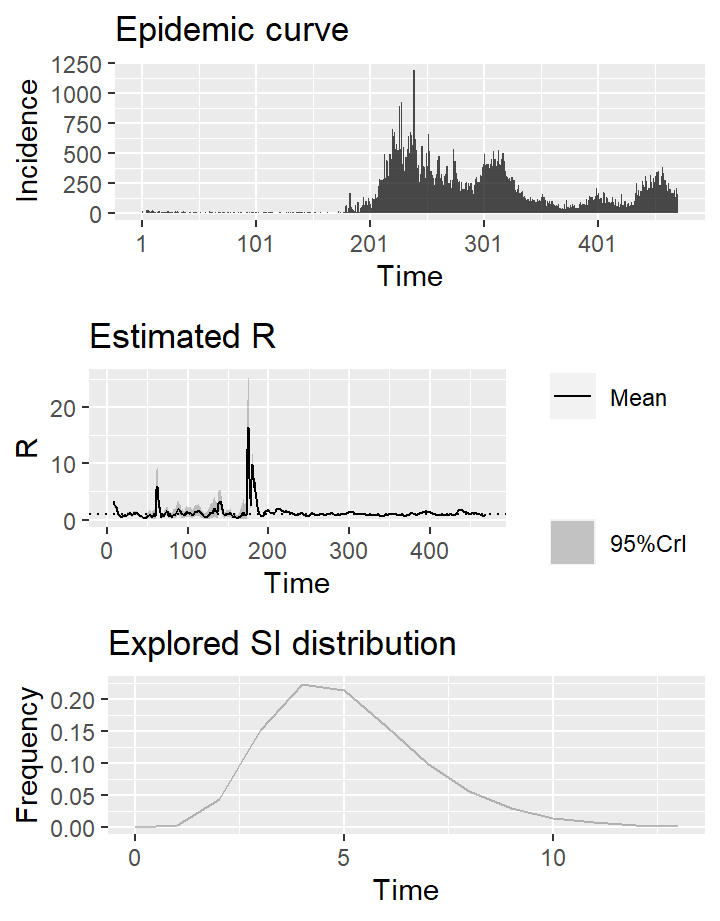 Epidemic curve
1250
1000
750
500
250
0
Incidence
1 101 201 301 401
Time
Estimated R
20
10
0
R
0 100 200 300 400
Time
Mean
95%CrI
Explored SI distribution
0.20
0.15
0.10
0.05
0.00
Frequency
0 5 10
Time